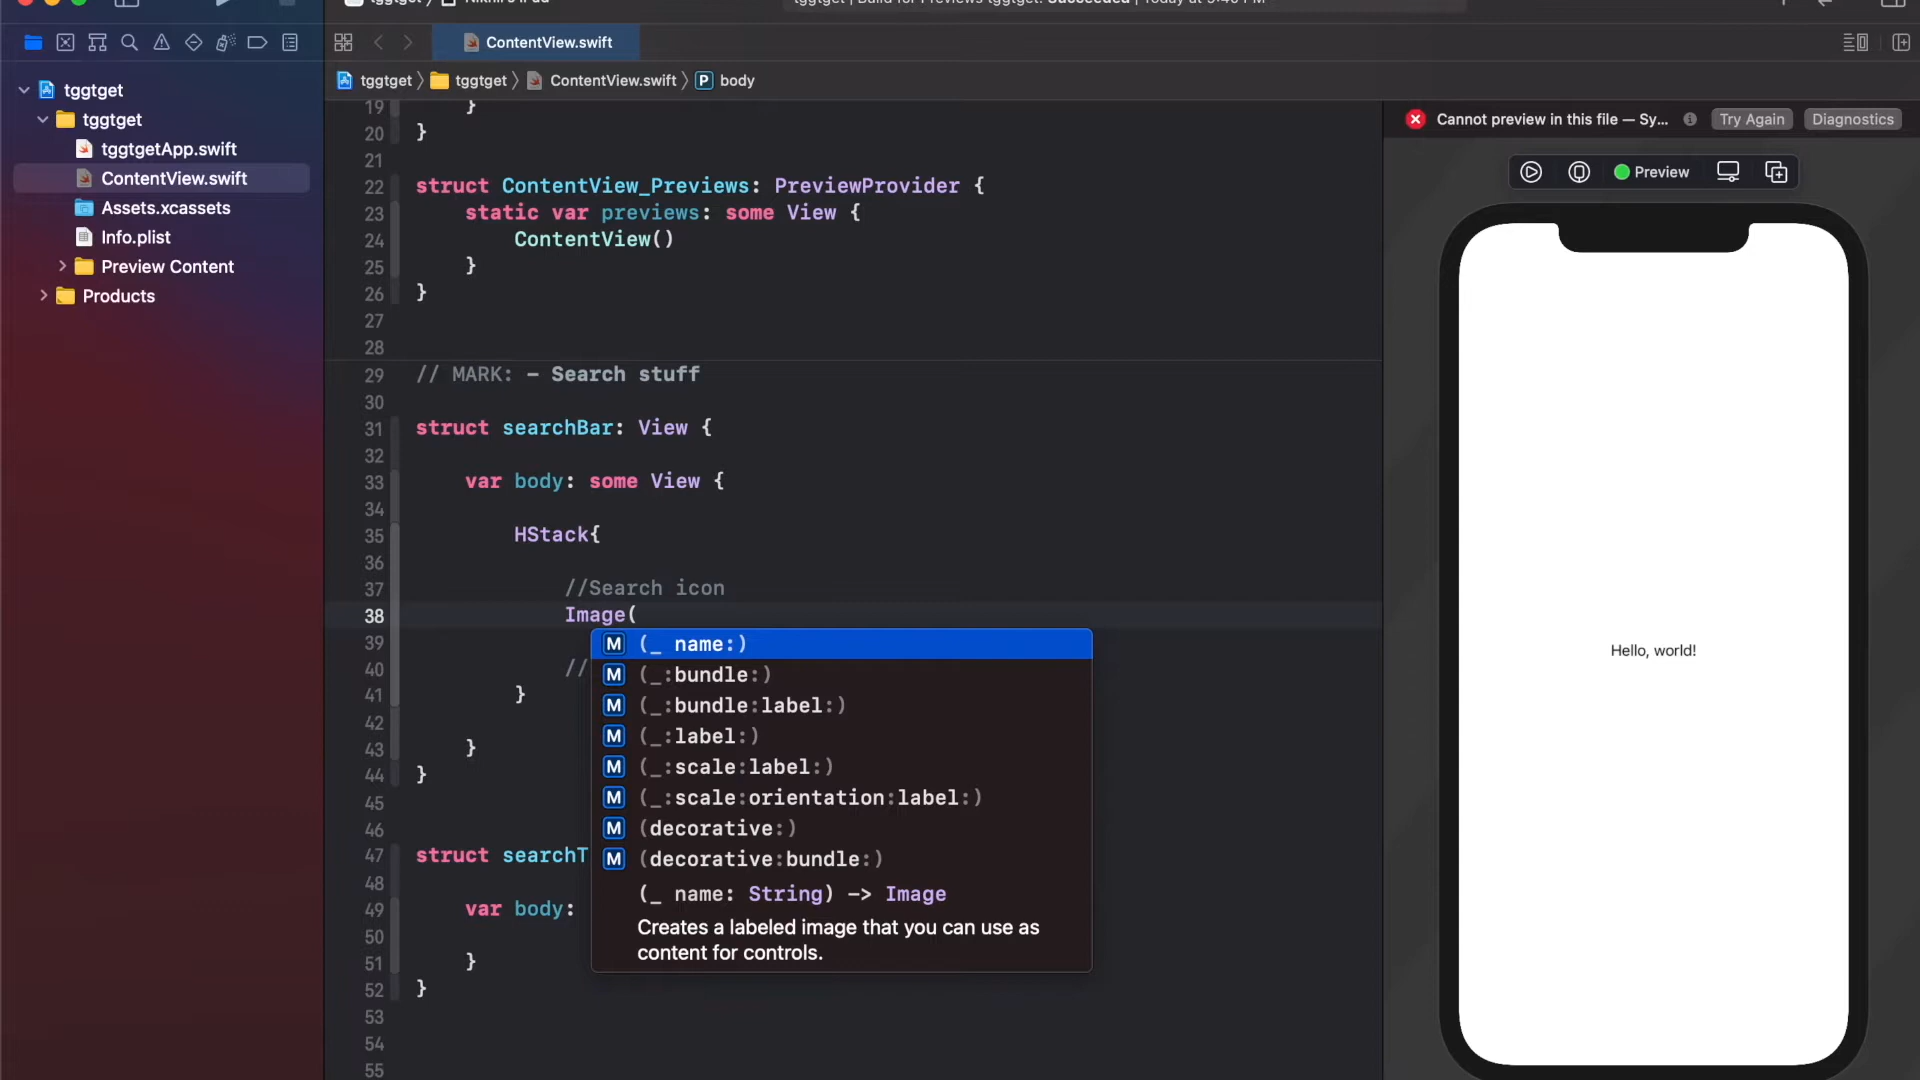 ContentView.swift
tggtget 〉 tggtget 〉 ContentView.swift 〉 P body
tggtget
tggtget
tggtgetApp.swift
ContentView.swift
Assets.xcassets
Info.plist
Preview Content
Products
19 }
20 }
21
22 struct ContentView_Previews: PreviewProvider {
23 static var previews: some View {
24 ContentView()
25 }
26 }
27
28
29 // MARK: - Search stuff
30
31 struct searchBar: View {
32
33 var body: some View {
34
35 HStack{
36
37 //Search icon
38 Image(
39
40 //
41 }
42
43 }
44 }
45
46
47 struct searchT
48
49 var body:
50
51 }
52 }
53
54
55
M (_ name:)
M (_:bundle:)
M (_:bundle:label:)
M (_:label:)
M (_:scale:label:)
M (_:scale:orientation:label:)
M (decorative:)
M (decorative:bundle:)
(_ name: String) -> Image
Creates a labeled image that you can use as
content for controls.
Cannot preview in this file — Sy... Try Again Diagnostics
Preview
Hello, world!